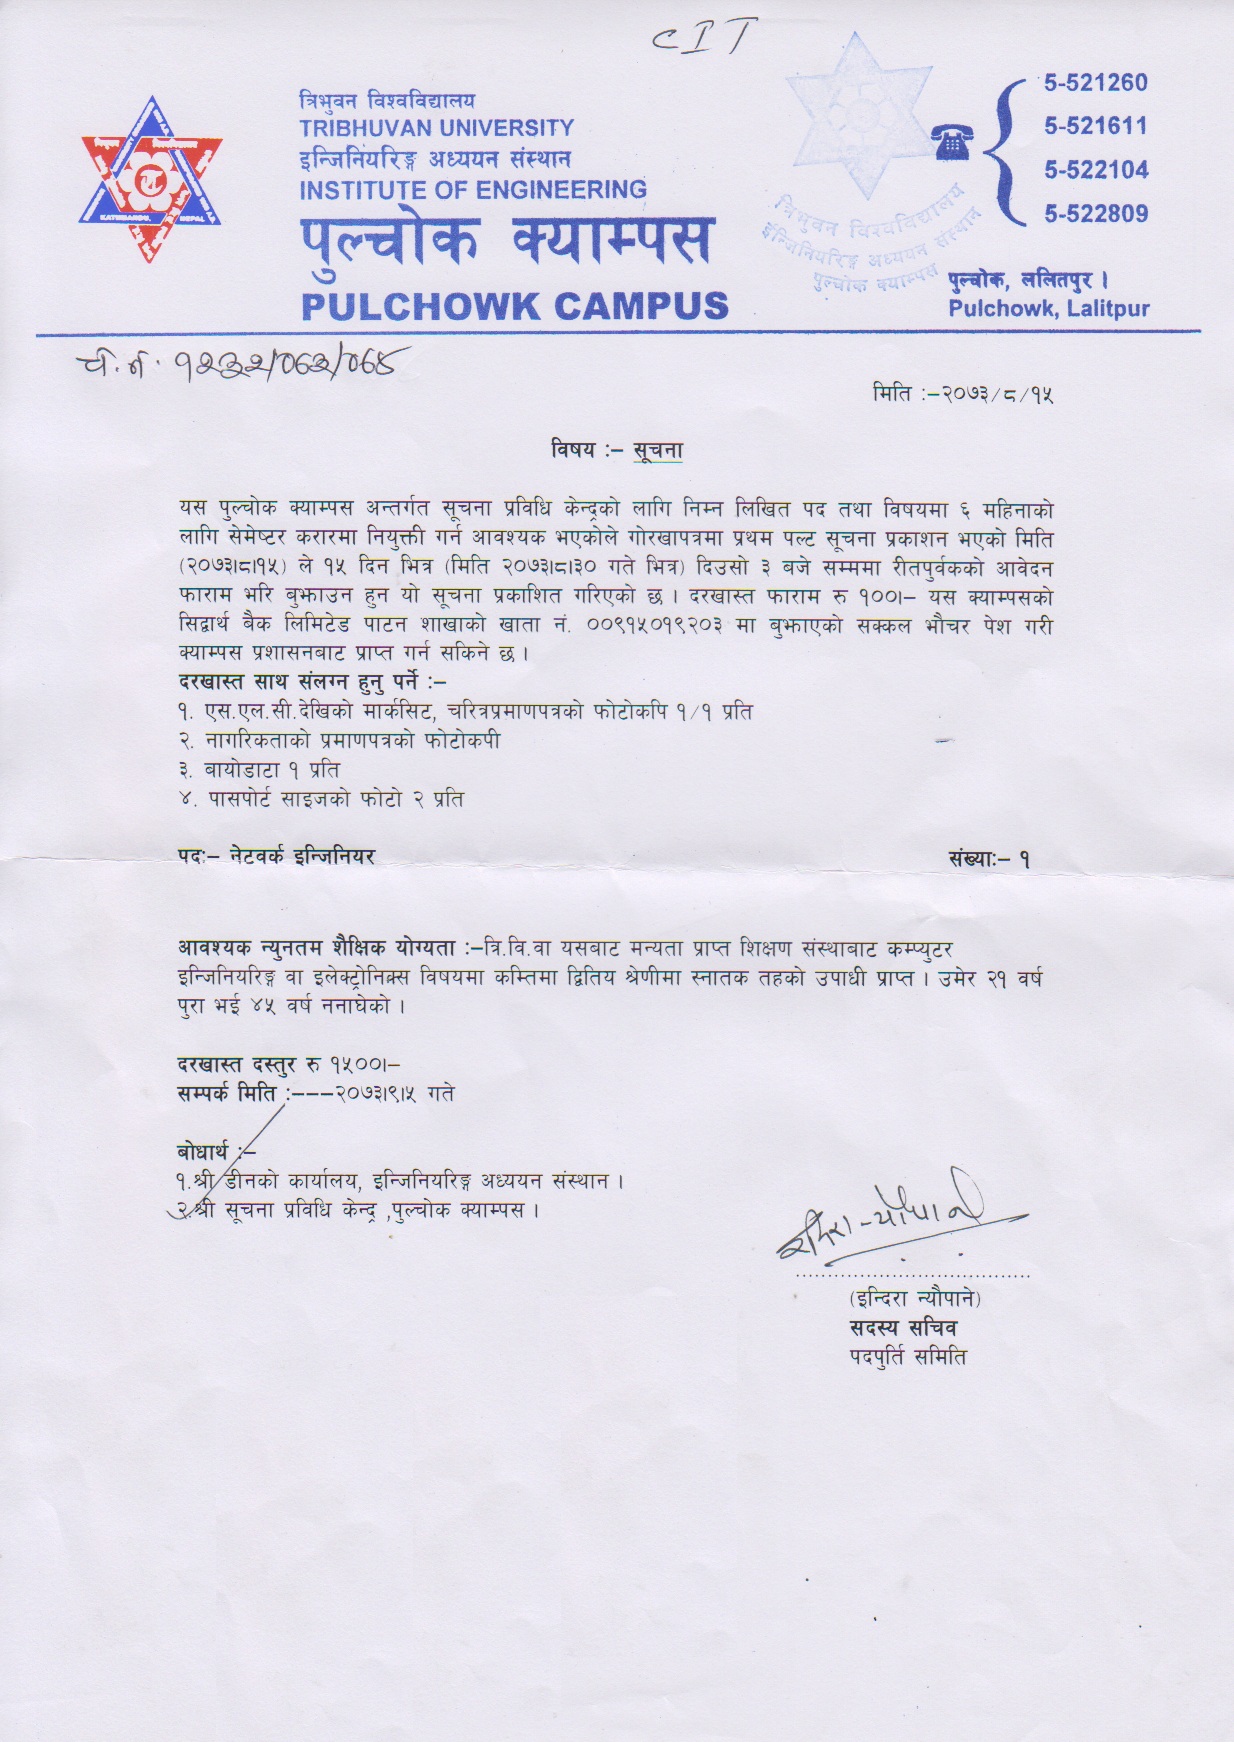 CIT
त्रिभुवन विश्वविद्यालय
TRIBHUVAN UNIVERSITY
इन्जिनियरिङ्ग अध्ययन संस्थान
INSTITUTE OF ENGINEERING
पुल्चोक क्याम्पस
PULCHOWK CAMPUS
KATHMANDU, NEPAL
त्रिभुवन विश्वविद्यालय
इन्जिनियरिङ्ग अध्ययन संस्थान
पुल्चोक क्याम्पस
5-521260
5-521611
5-522104
5-522809
पुल्चोक, ललितपुर ।
Pulchowk, Lalitpur
च.नं. १२३२/०७३/०७४
मिति :–२०७३/८/१५
विषय :– सूचना
यस पुल्चोक क्याम्पस अन्तर्गत सूचना प्रविधि केन्द्रको लागि निम्न लिखित पद तथा विषयमा ६ महिनाको
लागि सेमेष्टर करारमा नियुक्ती गर्न आवश्यक भएकोले गोरखापत्रमा प्रथम पल्ट सूचना प्रकाशन भएको मिति
(२०७३।८।१५) ले १५ दिन भित्र (मिति २०७३।८।३० गते भित्र) दिउसो ३ बजे सम्ममा रीतपुर्वकको आवेदन
फाराम भरि बुझाउन हुन यो सूचना प्रकाशित गरिएको छ । दरखास्त फाराम रु १००।– यस क्याम्पसको
सिद्वार्थ बैक लिमिटेड पाटन शाखाको खाता नं. ००९१५०१९२०३ मा बुझाएको सक्कल भौचर पेश गरी
क्याम्पस प्रशासनबाट प्राप्त गर्न सकिने छ ।
दरखास्त साथ संलग्न हुनु पर्ने :–
१. एस.एल.सी.देखिको मार्कसिट, चरित्रप्रमाणपत्रको फोटोकपि १/१ प्रति
२. नागरिकताको प्रमाणपत्रको फोटोकपी
३. बायोडाटा १ प्रति
४. पासपोर्ट साइजको फोटो २ प्रति
पदः– नेटवर्क इन्जिनियर संख्याः– १
आवश्यक न्युनतम शैक्षिक योग्यता :–त्रि.वि.वा यसबाट मन्यता प्राप्त शिक्षण संस्थाबाट कम्प्युटर
इन्जिनियरिङ्ग वा इलेक्ट्रोनिक्स विषयमा कम्तिमा द्वितिय श्रेणीमा स्नातक तहको उपाधी प्राप्त । उमेर २१ वर्ष
पुरा भई ४५ वर्ष ननाघेको ।
दरखास्त दस्तुर रु १५००।–
सम्पर्क मिति :–––२०७३।९।५ गते
बोधार्थ :–
१.श्री डीनको कार्यालय, इन्जिनियरिङ्ग अध्ययन संस्थान ।
२.श्री सूचना प्रविधि केन्द्र ,पुल्चोक क्याम्पस ।
इन्दिरा न्यौपाने
(इन्दिरा न्यौपाने)
सदस्य सचिव
पदपुर्ति समिति